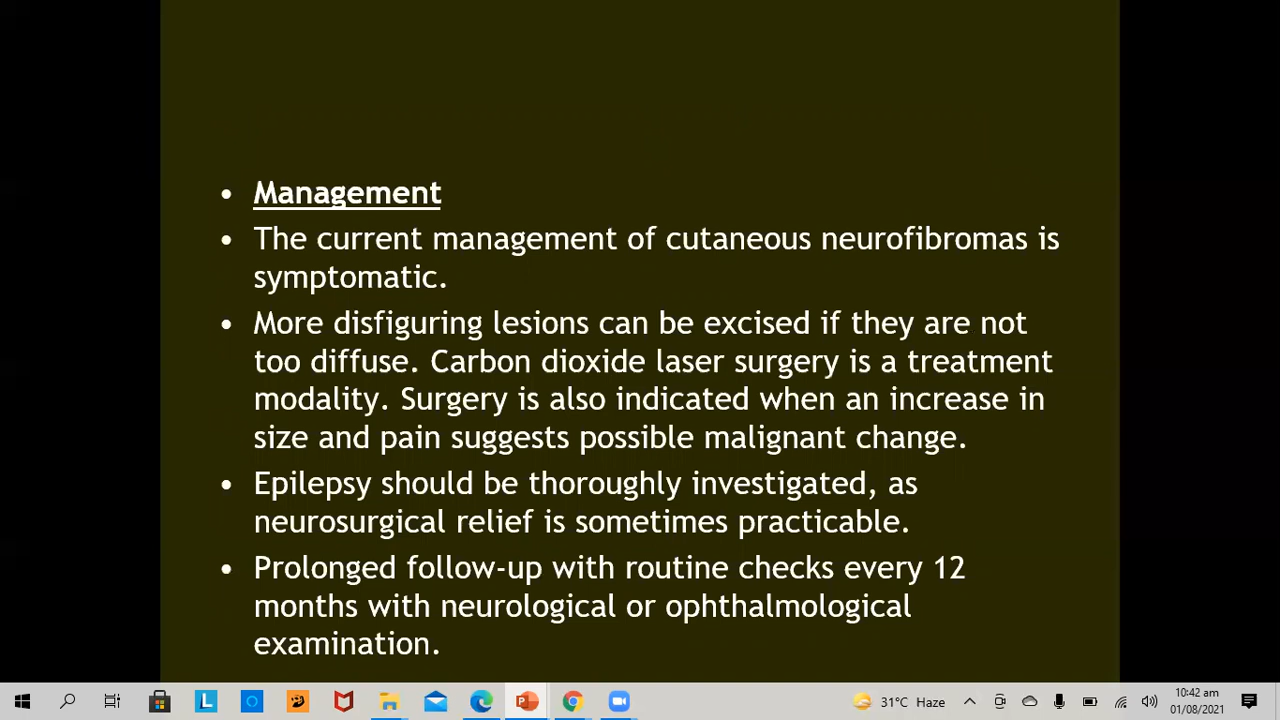 • Management
• The current management of cutaneous neurofibromas is
symptomatic.
• More disfiguring lesions can be excised if they are not
too diffuse. Carbon dioxide laser surgery is a treatment
modality. Surgery is also indicated when an increase in
size and pain suggests possible malignant change.
• Epilepsy should be thoroughly investigated, as
neurosurgical relief is sometimes practicable.
• Prolonged follow-up with routine checks every 12
months with neurological or ophthalmological
examination.
L
31°C Haze
10:42 am
01/08/2021